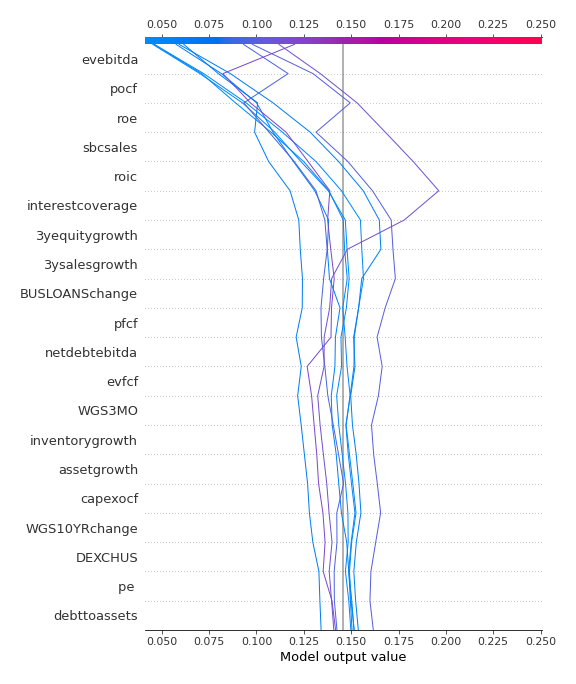 0.050 0.075 0.100 0.125 0.150 0.175 0.200 0.225 0.250
evebitda
pocf
roe
sbcsales
roic
interestcoverage
3yequitygrowth
3ysalesgrowth
BUSLOANSchange
pfcf
netdebtebitda
evfcf
WGS3MO
inventorygrowth
assetgrowth
capexocf
WGS10YRchange
DEXCHUS
pe
debttoassets
0.050 0.075 0.100 0.125 0.150 0.175 0.200 0.225 0.250
Model output value